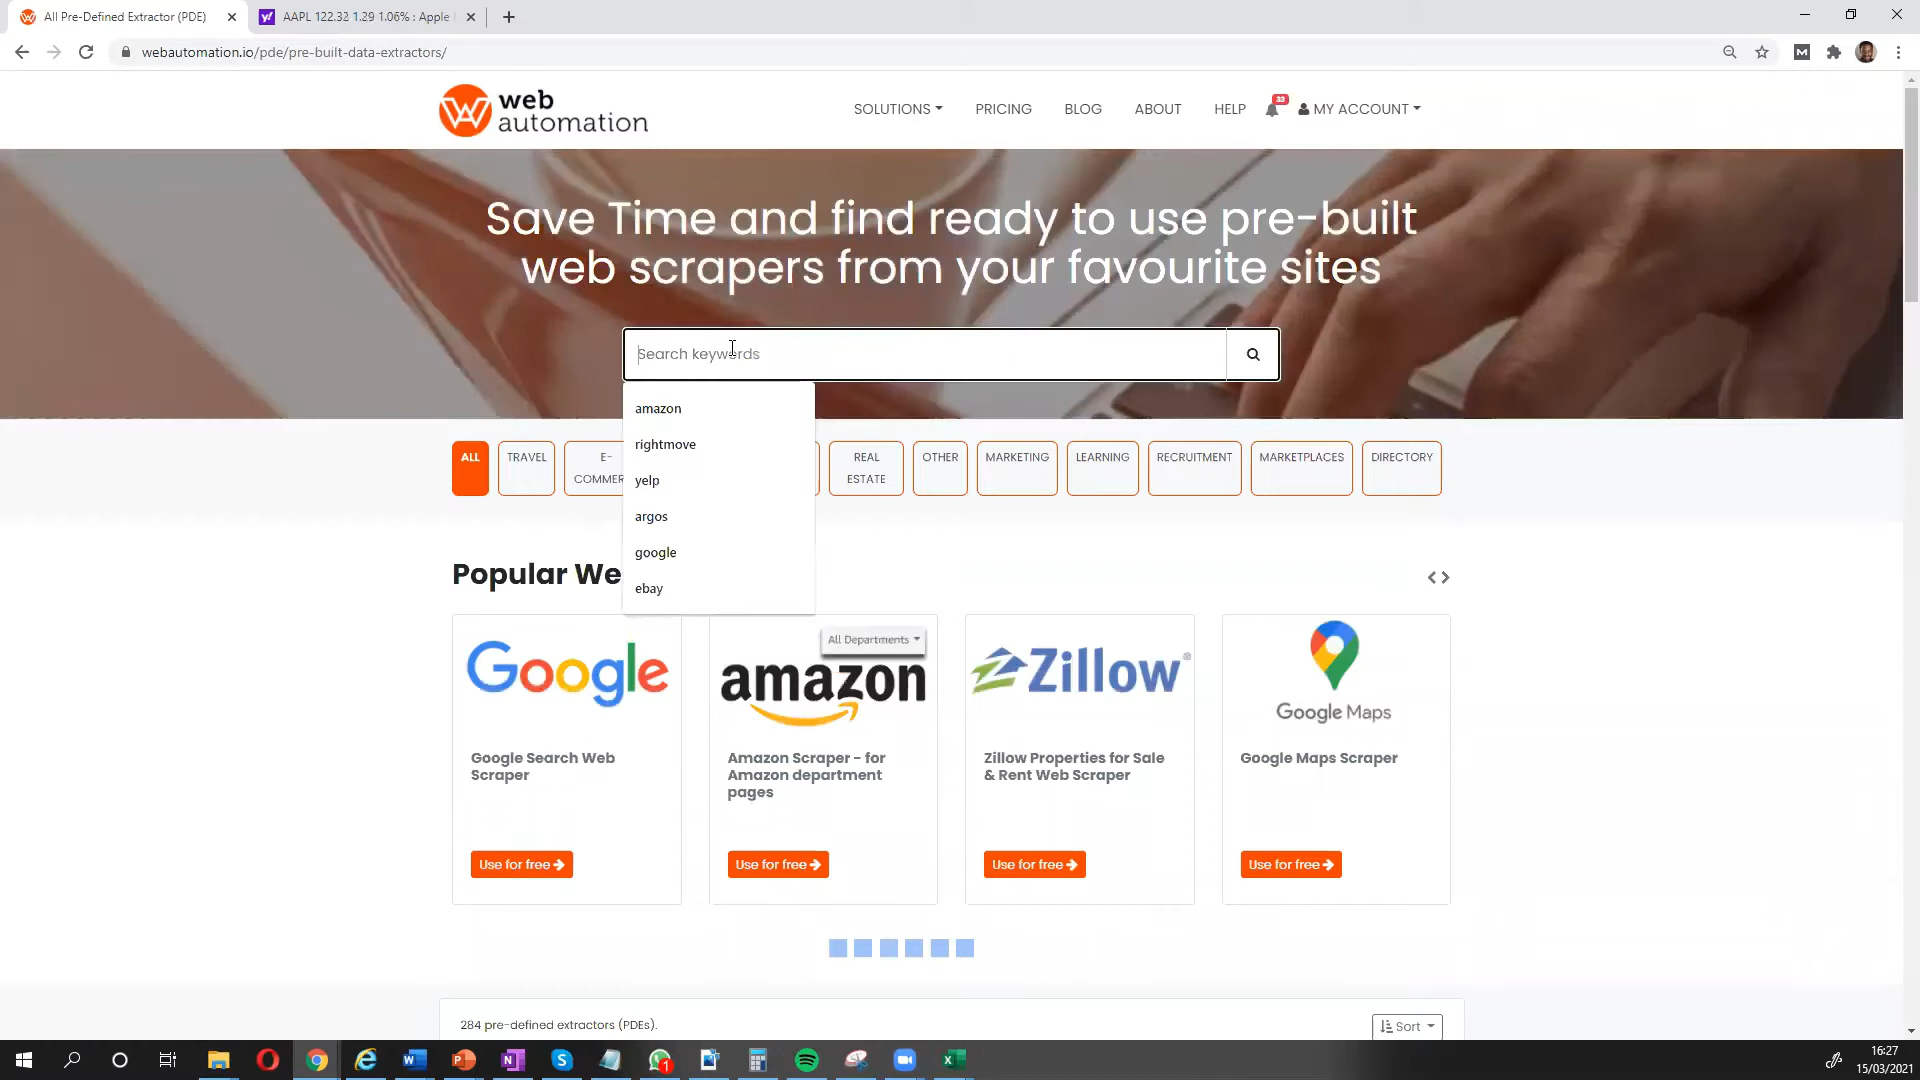 All Pre-Defined Extractor (PDE)
AAPL 122.32 1.29 1.06% : Apple
webautomation.io/pde/pre-built-data-extractors/
web
automation
SOLUTIONS
PRICING
BLOG
ABOUT
HELP
33
MY ACCOUNT
Save Time and find ready to use pre-built
web scrapers from your favourite sites
Search keywords
amazon
rightmove
yelp
argos
google
ebay
ALL
TRAVEL
E-
COMMER
REAL
ESTATE
OTHER
MARKETING
LEARNING
RECRUITMENT
MARKETPLACES
DIRECTORY
Popular We
Google
All Departments
amazon
Zillow
Google Maps
Google Search Web
Scraper
Amazon Scraper - for
Amazon department
pages
Zillow Properties for Sale
& Rent Web Scraper
Google Maps Scraper
Use for free
Use for free
Use for free
Use for free
284 pre-defined extractors (PDEs).
Sort
16:27
15/03/2021